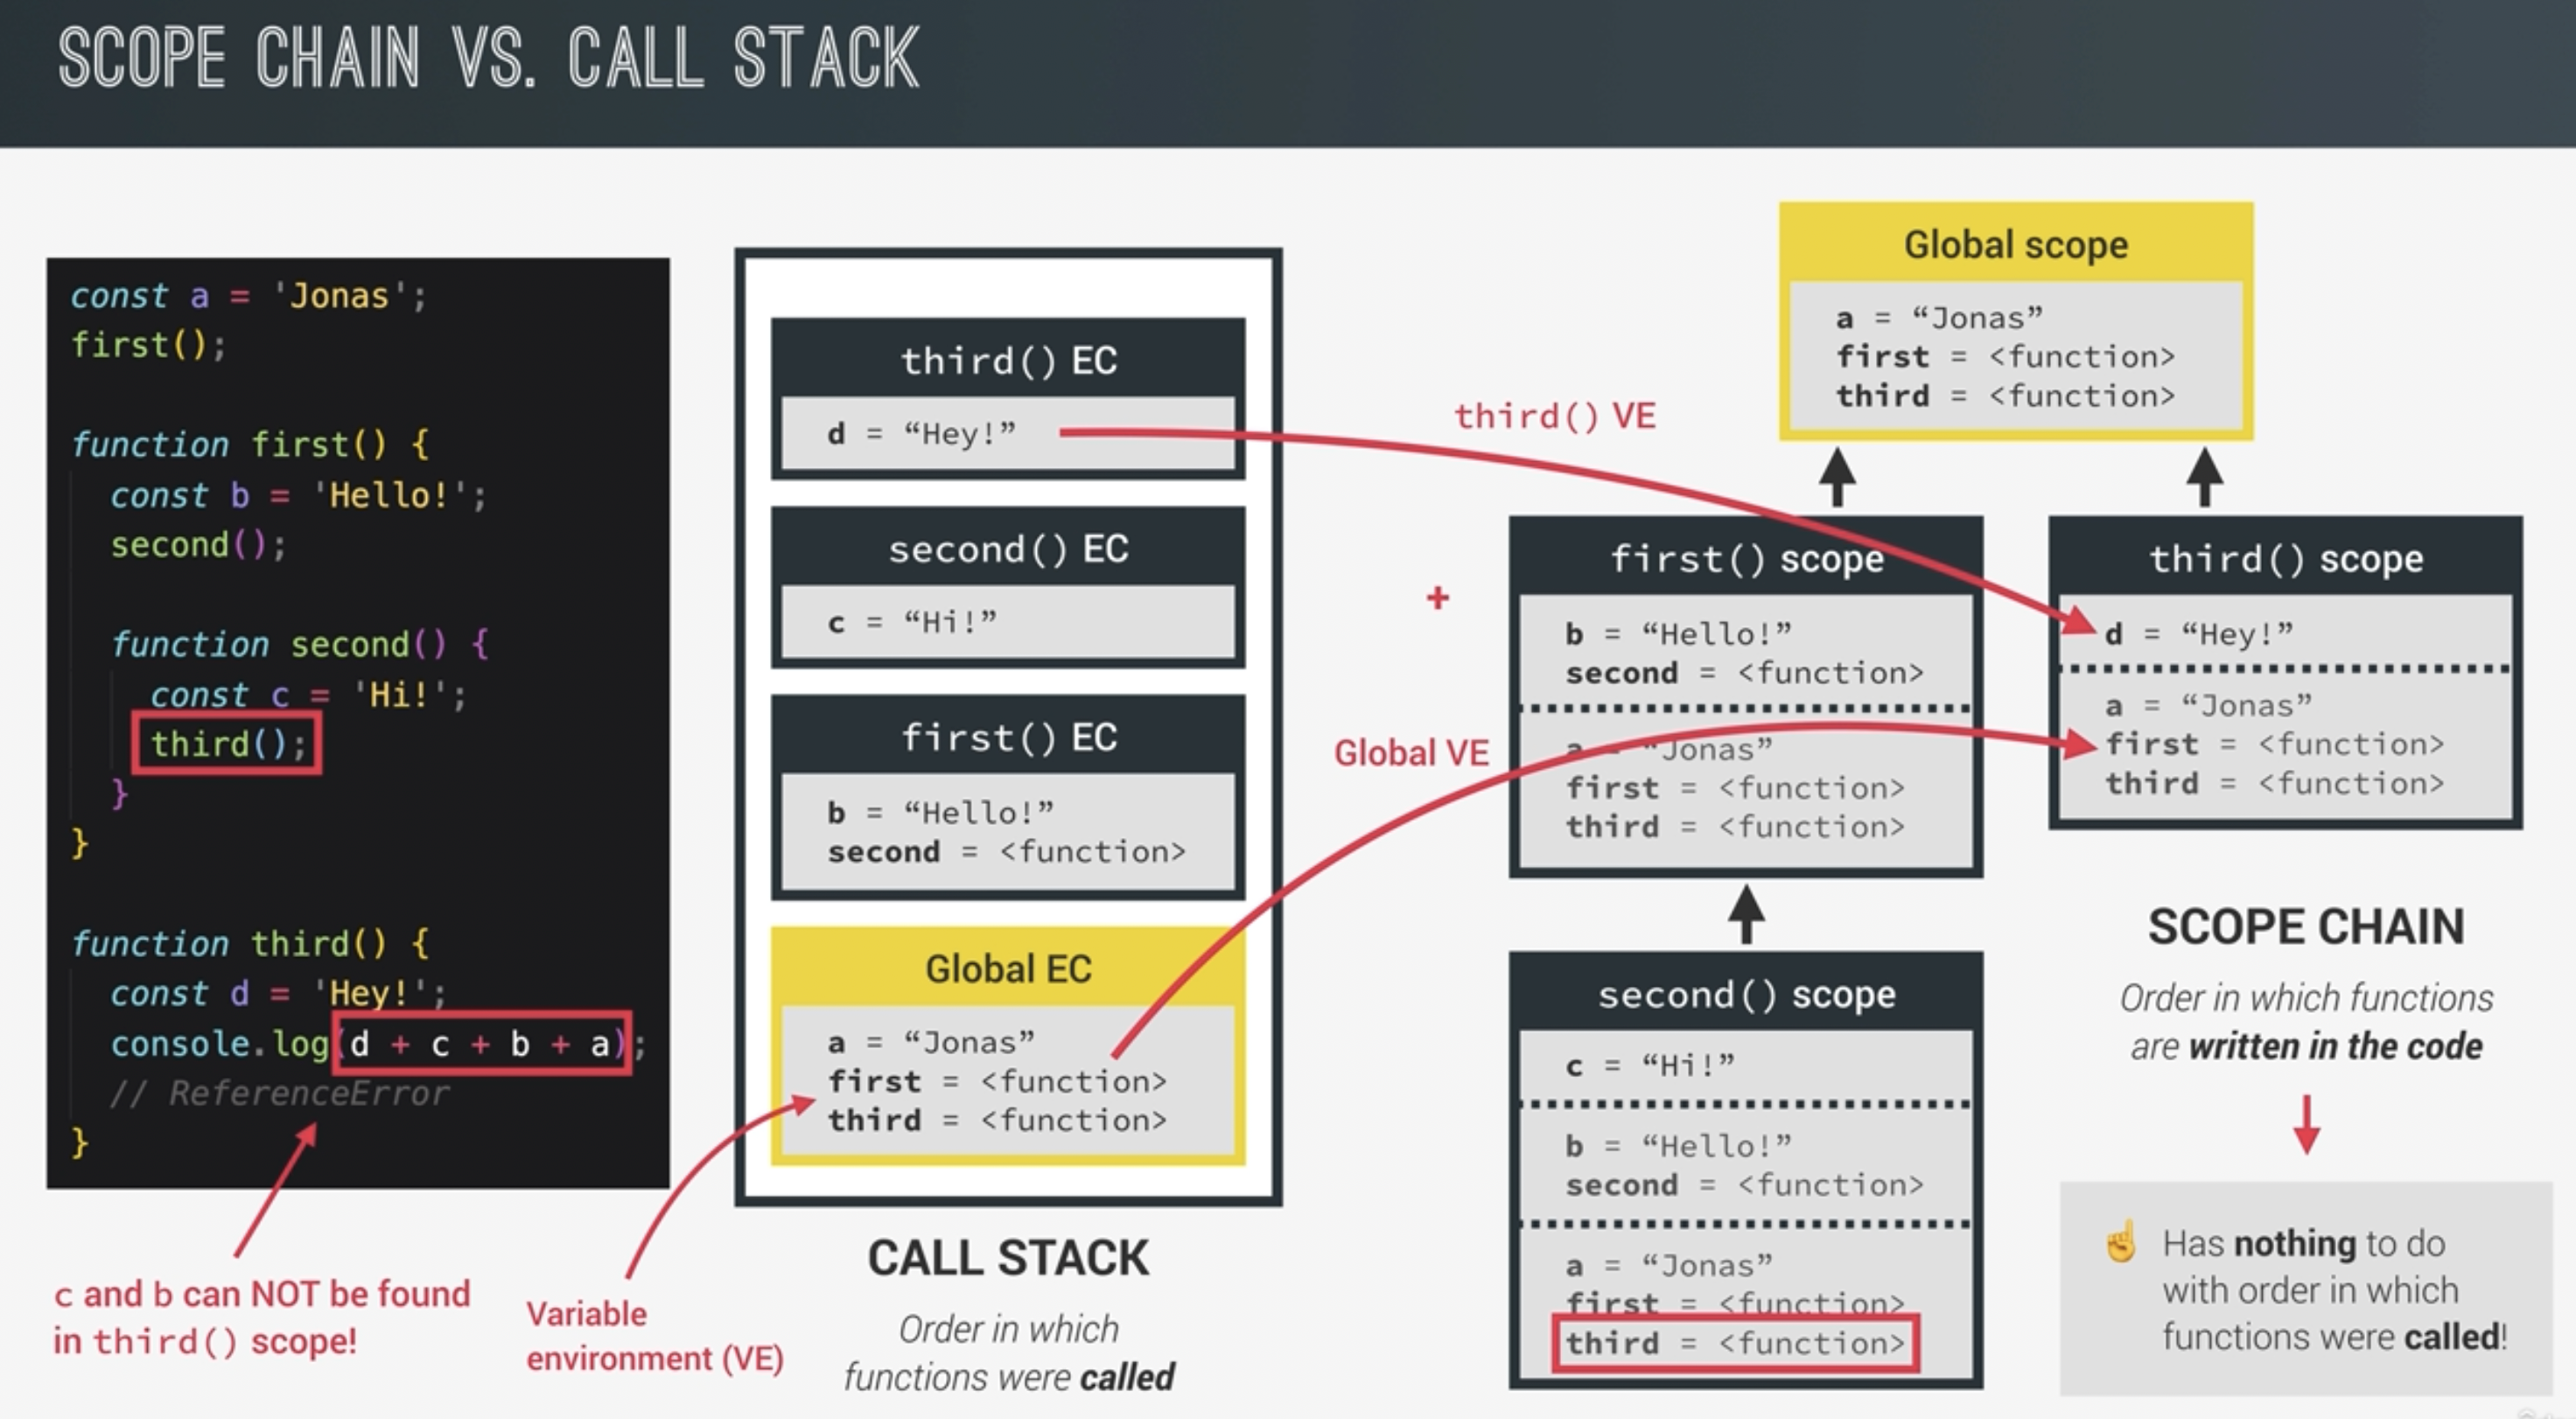 SCOPE CHAIN VS. CALL STACK
const a = 'Jonas';
first();
function first() {
const b = 'Hello!';
second();
function second() {
const c = 'Hi!';
third();
}
}
function third() {
const d = 'Hey!';
console.log(d + c + b + a);
// ReferenceError
}
c and b can NOT be found
in third() scope!
Variable
environment (VE)
third() EC
d = “Hey!”
second() EC
c = “Hi!”
first() EC
b = “Hello!”
second = <function>
Global EC
a = “Jonas”
first = <function>
third = <function>
CALL STACK
Order in which
functions were called
third() VE
+
Global VE
Global scope
a = “Jonas”
first = <function>
third = <function>
first() scope
b = “Hello!”
second = <function>
a = “Jonas”
first = <function>
third = <function>
second() scope
c = “Hi!”
b = “Hello!”
second = <function>
a = “Jonas”
first = <function>
third = <function>
third() scope
d = “Hey!”
a = “Jonas”
first = <function>
third = <function>
SCOPE CHAIN
Order in which functions
are written in the code
☝ Has nothing to do
with order in which
functions were called!